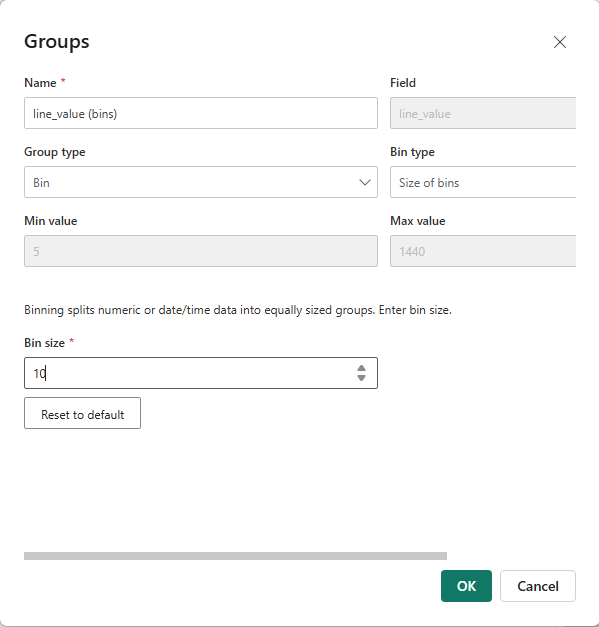 Groups
Name * Field
line_value (bins) line_value
Group type Bin type
Bin Size of bins
Min value Max value
5 1440
Binning splits numeric or date/time data into equally sized groups. Enter bin size.
Bin size *
10
Reset to default
OK Cancel